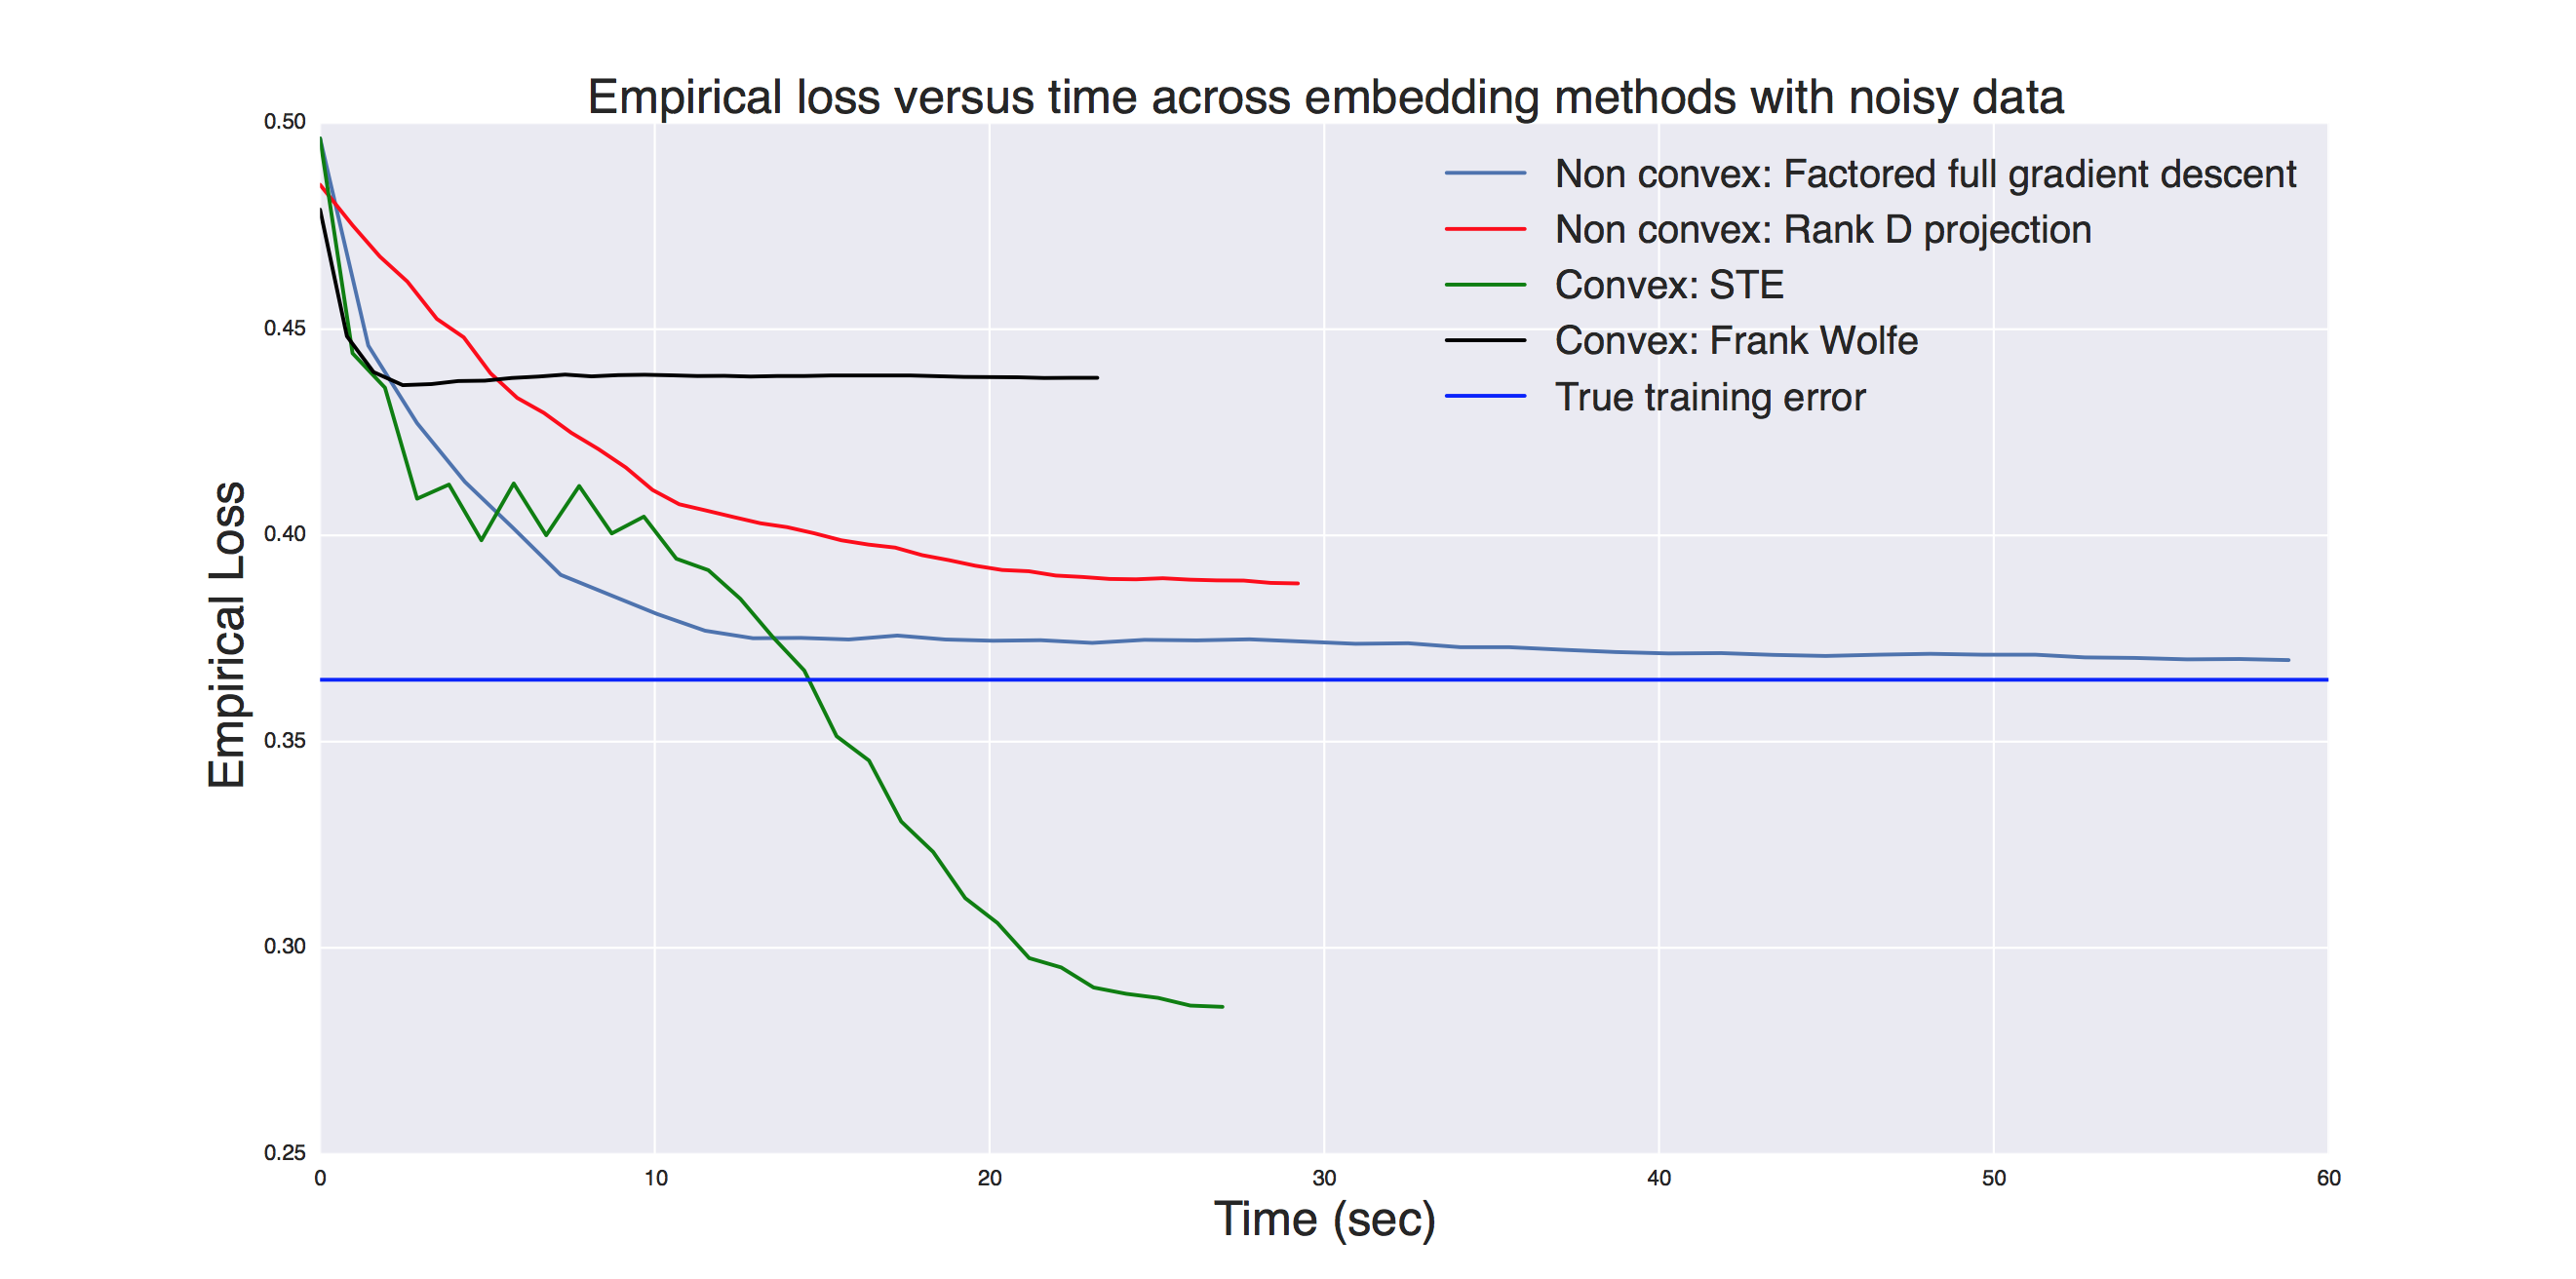 Empirical loss versus time across embedding methods with noisy data
0.50
0.45
0.40
0.35
0.30
0.25
Empirical Loss
Non convex: Factored full gradient descent
Non convex: Rank D projection
Convex: STE
Convex: Frank Wolfe
True training error
0 10 20 30 40 50 60
Time (sec)